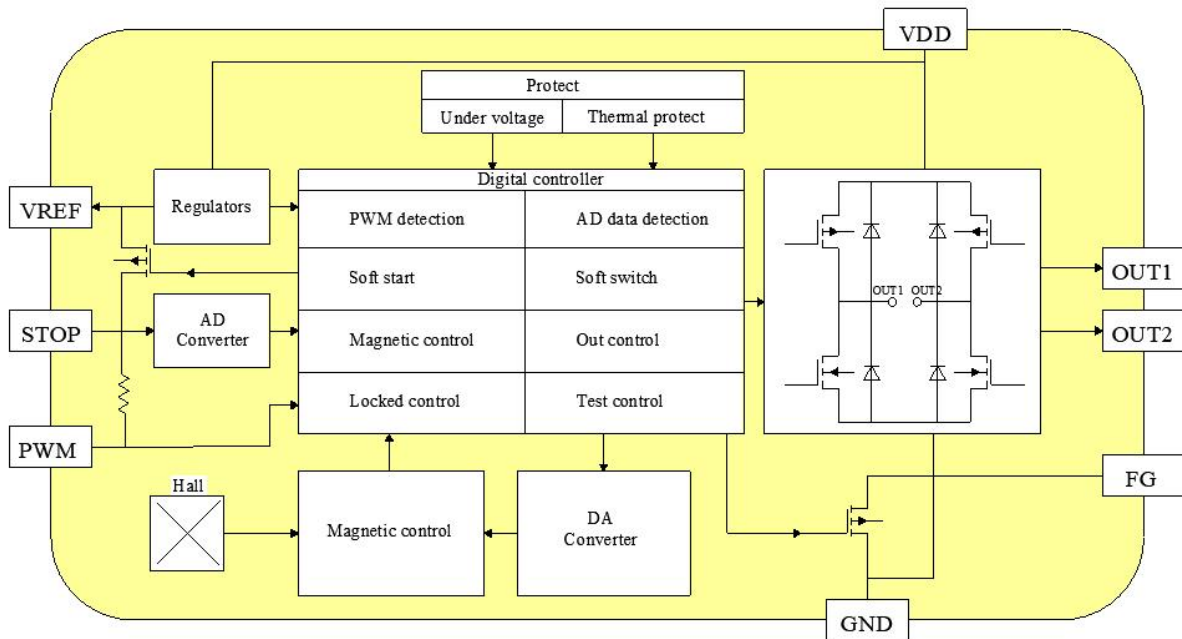 VDD
Protect
Under voltage
Thermal protect
Digital controller
VREF
Regulators
PWM detection
AD data detection
Soft start
Soft switch
OUT1
OUT1
OUT2
STOP
AD
Converter
Magnetic control
Out control
OUT2
Locked control
Test control
PWM
Hall
Magnetic control
DA
Converter
FG
GND